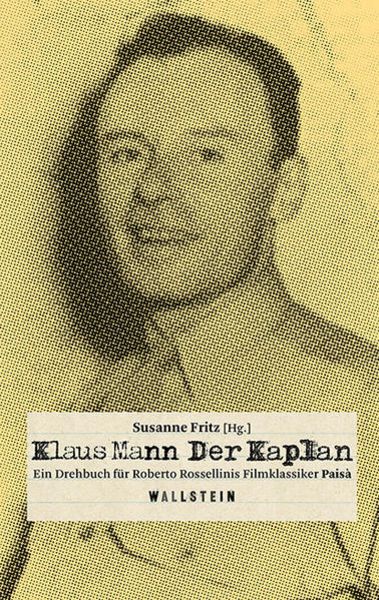 Susanne Fritz [Hg.]
Klaus Mann Der Kaplan
Ein Drehbuch für Roberto Rossellinis Filmklassiker Paisà
WALLSTEIN